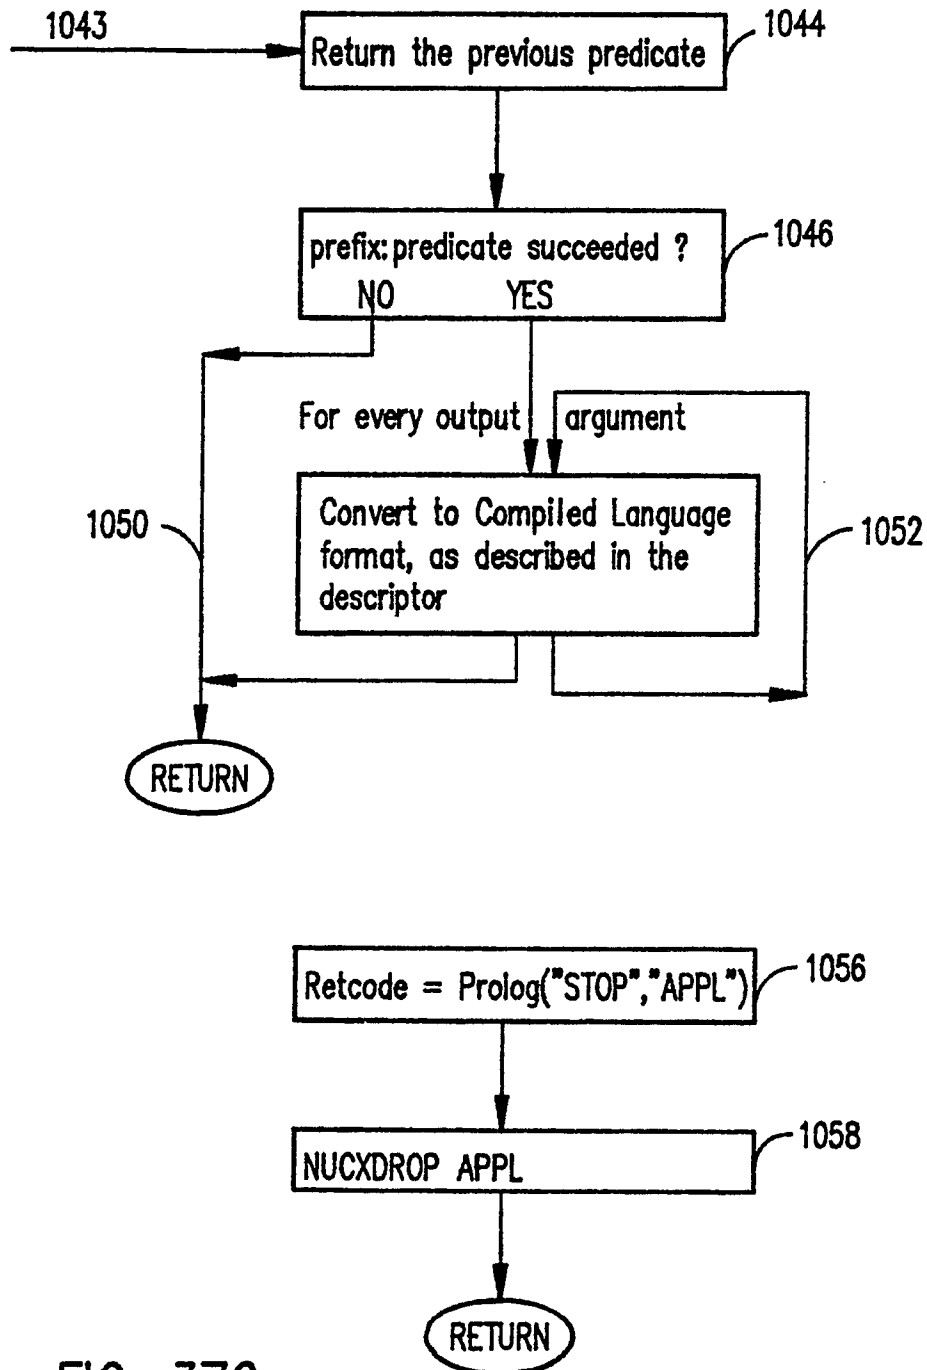 1043
1044
Return the previous predicate
1046
prefix: predicate succeeded ?
NO YES
For every output argument
1050
1052
Convert to Compiled Language
format, as described in the
descriptor
RETURN
1056
Retcode = Prolog("STOP","APPL")
1058
NUCXDROP APPL
RETURN